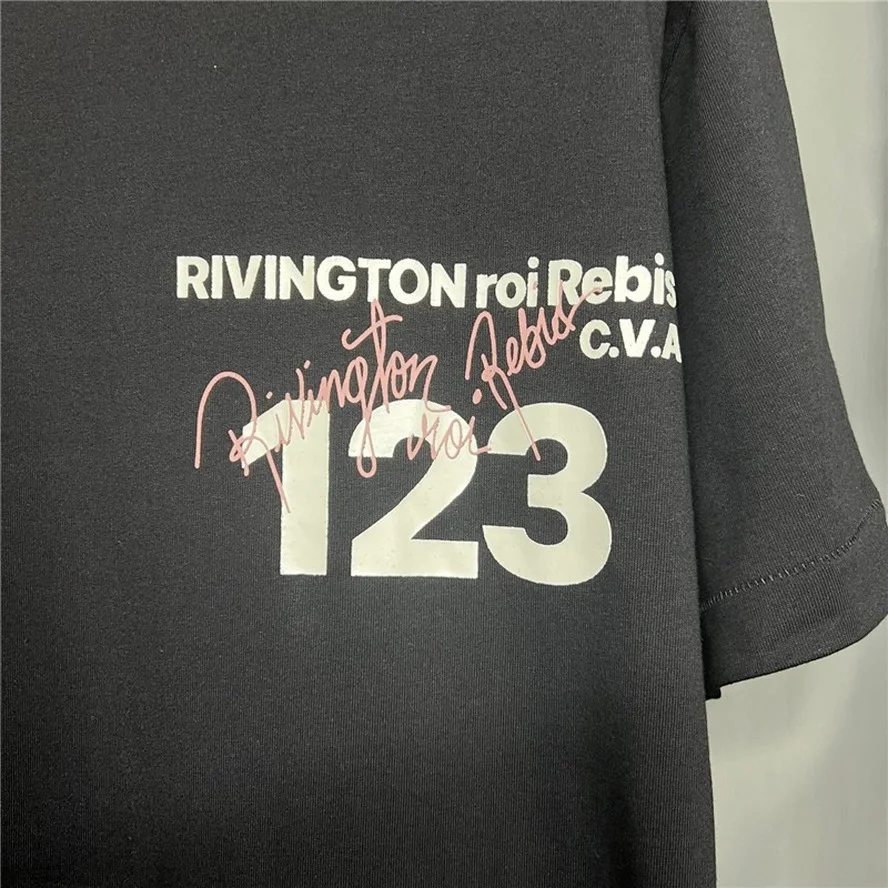 RIVINGTON roi Rebis
C.V.A
Rivington
roi Rebis
123